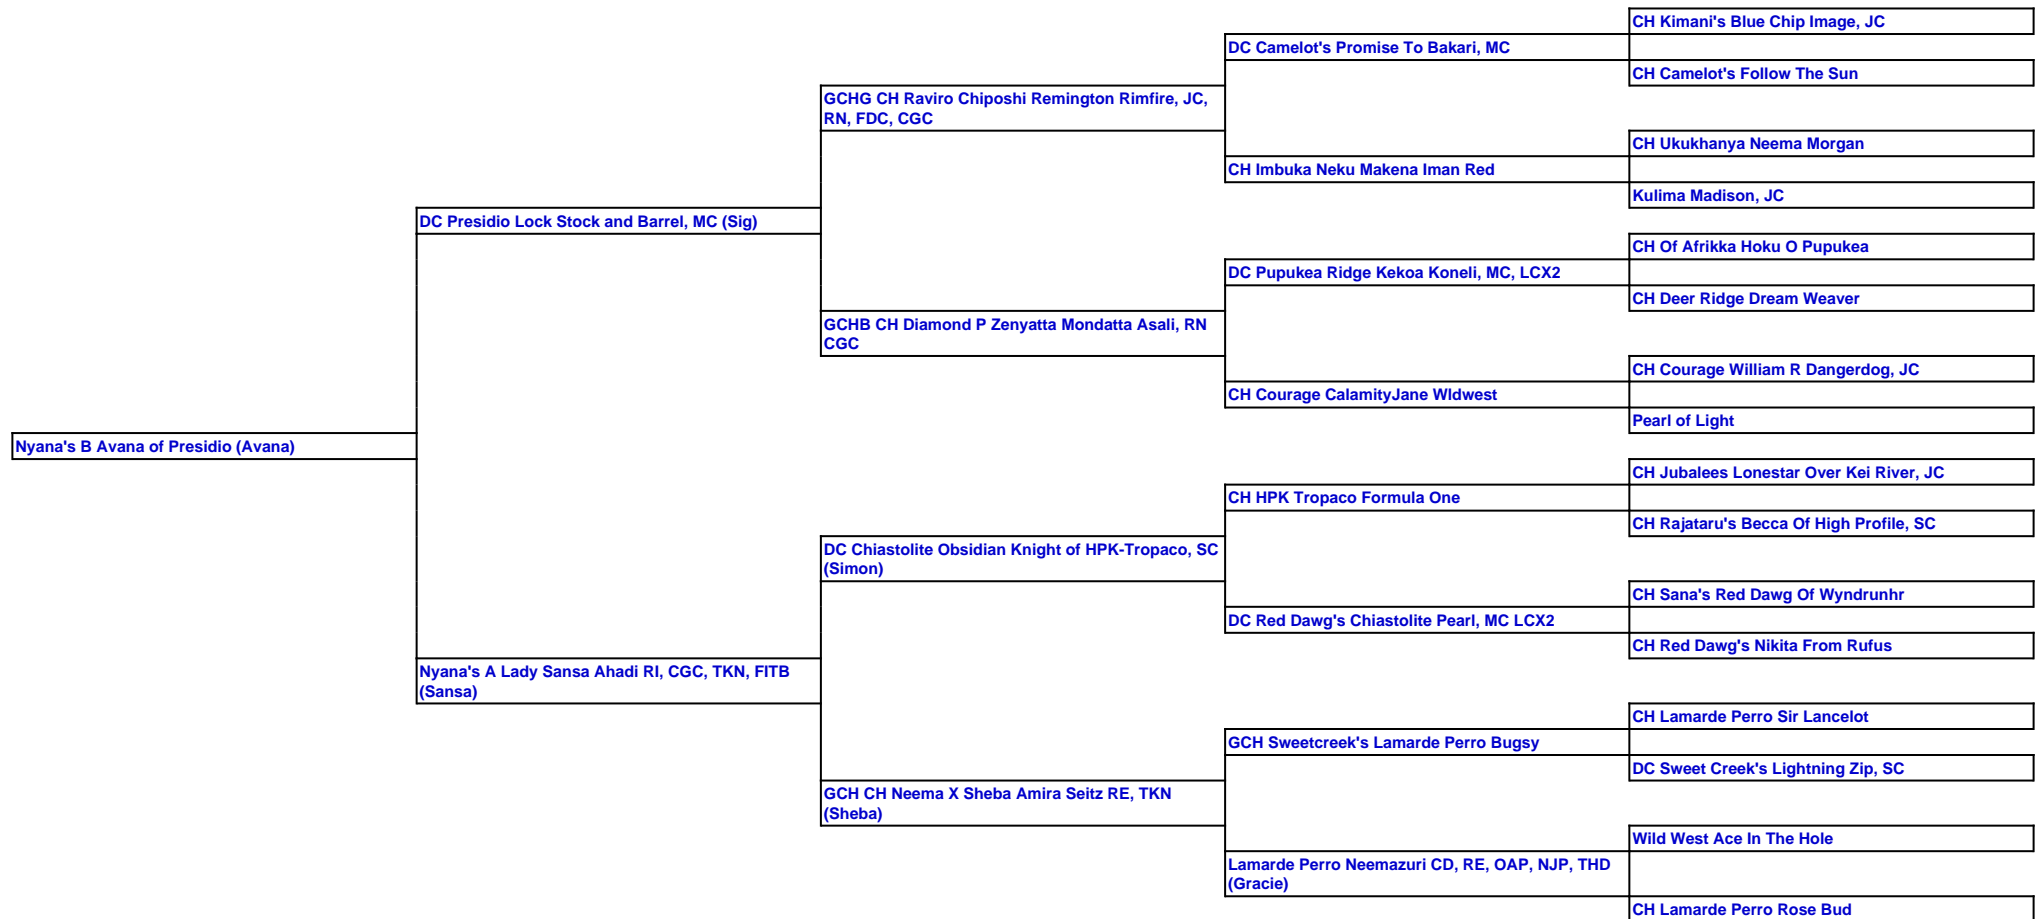 CH Kimani's Blue Chip Image, JC
DC Camelot's Promise To Bakari, MC
CH Camelot's Follow The Sun
GCHG CH Raviro Chiposhi Remington Rimfire, JC,
RN, FDC, CGC
CH Ukukhanya Neema Morgan
CH Imbuka Neku Makena Iman Red
Kulima Madison, JC
DC Presidio Lock Stock and Barrel, MC (Sig)
CH Of Afrikka Hoku O Pupukea
DC Pupukea Ridge Kekoa Koneli, MC, LCX2
CH Deer Ridge Dream Weaver
GCHB CH Diamond P Zenyatta Mondatta Asali, RN
CGC
CH Courage William R Dangerdog, JC
CH Courage CalamityJane Wldwest
Pearl of Light
Nyana's B Avana of Presidio (Avana)
CH Jubalees Lonestar Over Kei River, JC
CH HPK Tropaco Formula One
CH Rajataru's Becca Of High Profile, SC
DC Chiastolite Obsidian Knight of HPK-Tropaco, SC
(Simon)
CH Sana's Red Dawg Of Wyndrunhr
DC Red Dawg's Chiastolite Pearl, MC LCX2
CH Red Dawg's Nikita From Rufus
Nyana's A Lady Sansa Ahadi RI, CGC, TKN, FITB
(Sansa)
CH Lamarde Perro Sir Lancelot
GCH Sweetcreek's Lamarde Perro Bugsy
DC Sweet Creek's Lightning Zip, SC
GCH CH Neema X Sheba Amira Seitz RE, TKN
(Sheba)
Wild West Ace In The Hole
Lamarde Perro Neemazuri CD, RE, OAP, NJP, THD
(Gracie)
CH Lamarde Perro Rose Bud